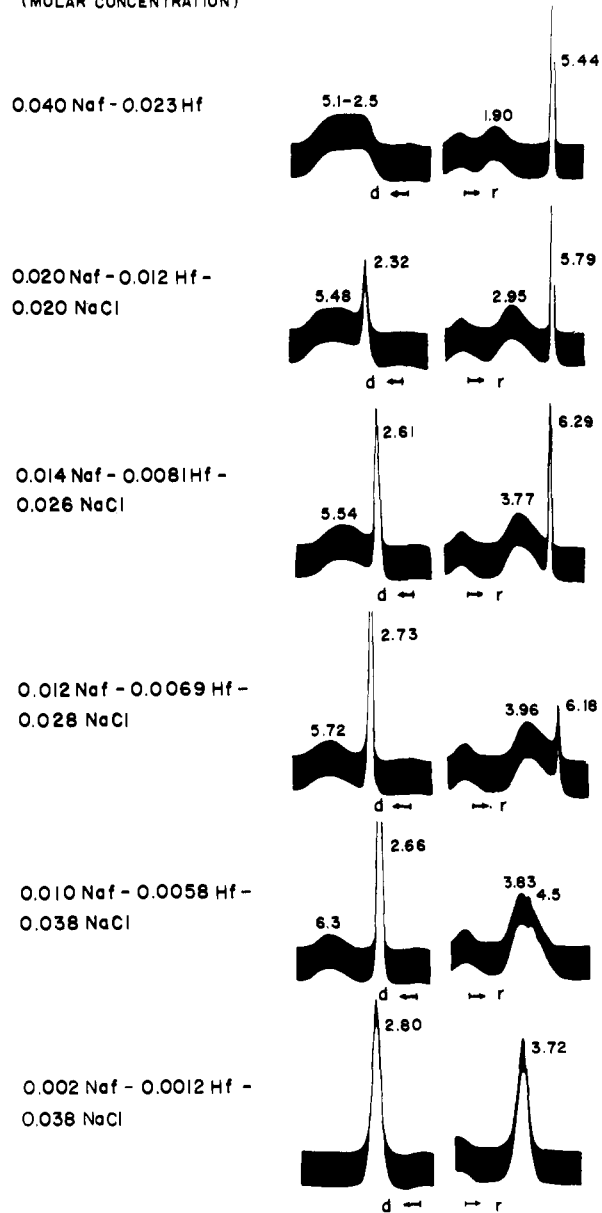 (MOLAR CONCENTRATION)
0.040 Naf - 0.023 Hf
5.1-2.5
1.90
5.44
d
r
0.020 Naf - 0.012 Hf -
0.020 NaCl
5.48
2.32
2.95
5.79
d
r
0.014 Naf - 0.0081 Hf -
0.026 NaCl
5.54
2.61
3.77
6.29
d
r
0.012 Naf - 0.0069 Hf -
0.028 NaCl
5.72
2.73
3.96
6.18
d
r
0.010 Naf - 0.0058 Hf -
0.038 NaCl
6.3
2.66
3.83
4.5
d
r
0.002 Naf - 0.0012 Hf -
0.038 NaCl
2.80
3.72
d
r